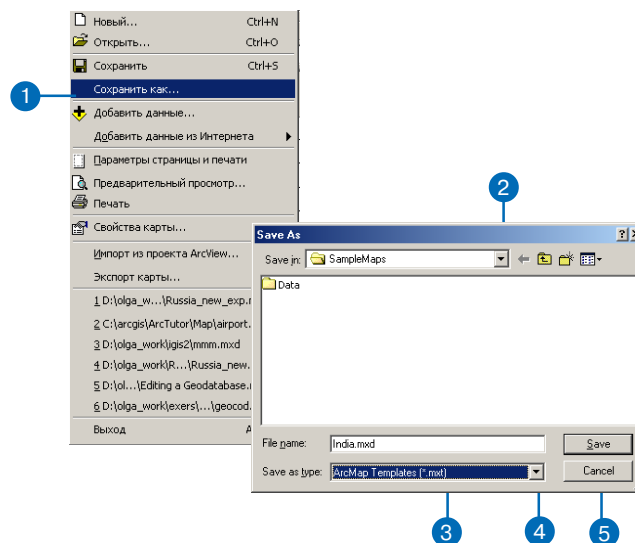 Новый... Ctrl+N
Открыть... Ctrl+O
Сохранить Ctrl+S
1
Сохранить как...
Добавить данные...
Добавить данные из Интернета
Параметры страницы и печати
Предварительный просмотр...
Печать
Свойства карты...
Импорт из проекта ArcView...
Экспорт карты...
1 D:\olga_w...\Russia_new_exp.
2 C:\arcgis\ArcTutor\Map\airport.
3 D:\olga_work\igis2\mmm.mxd
4 D:\olga_work\R...\Russia_new.
5 D:\ol...\Editing a Geodatabase.
6 D:\olga_work\exers\...\geocod.
Выход
2
Save As
Save in: SampleMaps
Data
File name: India.mxd Save
Save as type: ArcMap Templates (*.mxt) Cancel
3 4 5